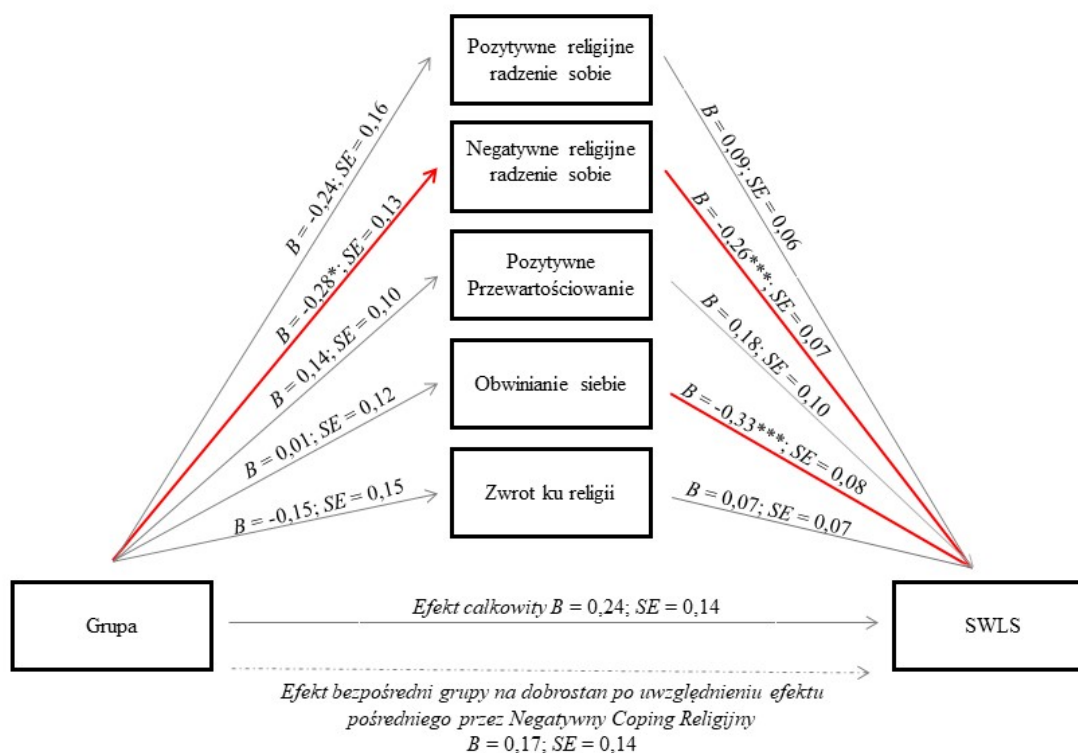 Pozytywne religijne
radzenie sobie
B = -0,24; SE = 0,16
B = 0,09; SE = 0,06
Negatywne religijne
radzenie sobie
B = -0,28*; SE = 0,13
B = -0,26***; SE = 0,07
Pozytywne
Przewartościowanie
B = 0,14; SE = 0,10
B = 0,18; SE = 0,10
Obwinianie siebie
B = 0,01; SE = 0,12
B = -0,33***; SE = 0,08
Zwrot ku religii
B = -0,15; SE = 0,15
B = 0,07; SE = 0,07
Grupa
Efekt całkowity B = 0,24; SE = 0,14
SWLS
Efekt bezpośredni grupy na dobrostan po uwzględnieniu efektu
pośredniego przez Negatywny Coping Religijny
B = 0,17; SE = 0,14